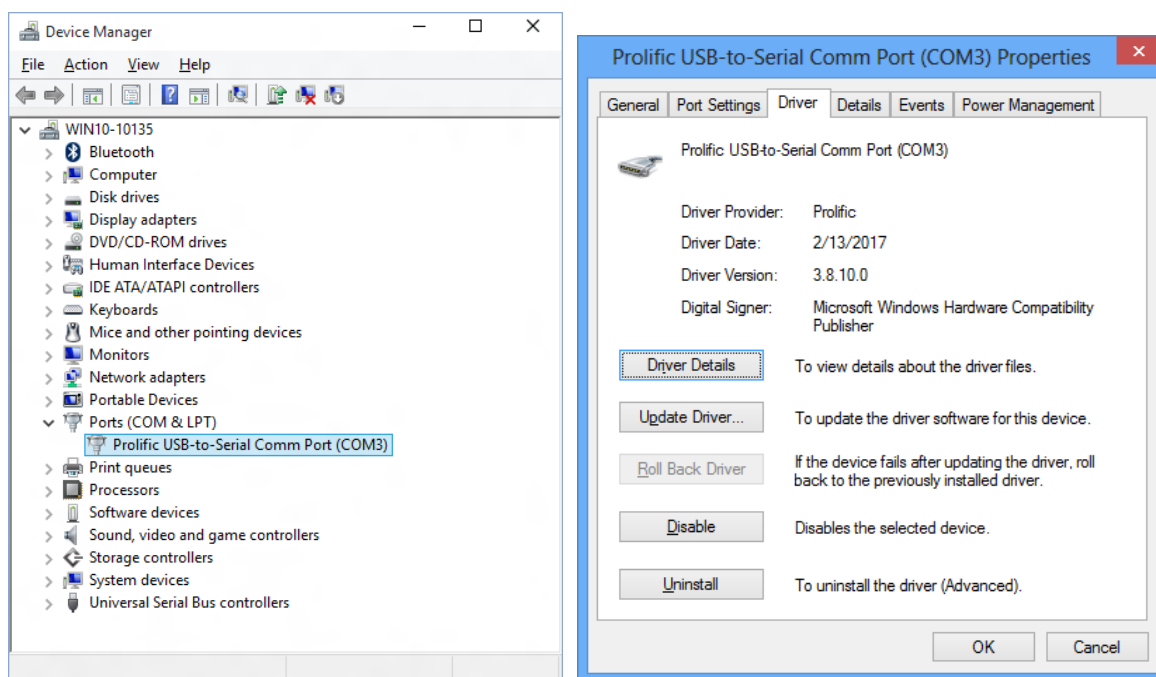 Device Manager
File Action View Help
WIN10-10135
Bluetooth
Computer
Disk drives
Display adapters
DVD/CD-ROM drives
Human Interface Devices
IDE ATA/ATAPI controllers
Keyboards
Mice and other pointing devices
Monitors
Network adapters
Portable Devices
Ports (COM & LPT)
Prolific USB-to-Serial Comm Port (COM3)
Print queues
Processors
Software devices
Sound, video and game controllers
Storage controllers
System devices
Universal Serial Bus controllers
Prolific USB-to-Serial Comm Port (COM3) Properties
General Port Settings Driver Details Events Power Management
Prolific USB-to-Serial Comm Port (COM3)
Driver Provider: Prolific
Driver Date: 2/13/2017
Driver Version: 3.8.10.0
Digital Signer: Microsoft Windows Hardware Compatibility
Publisher
Driver Details To view details about the driver files.
Update Driver... To update the driver software for this device.
Roll Back Driver If the device fails after updating the driver, roll
back to the previously installed driver.
Disable Disables the selected device.
Uninstall To uninstall the driver (Advanced).
OK Cancel